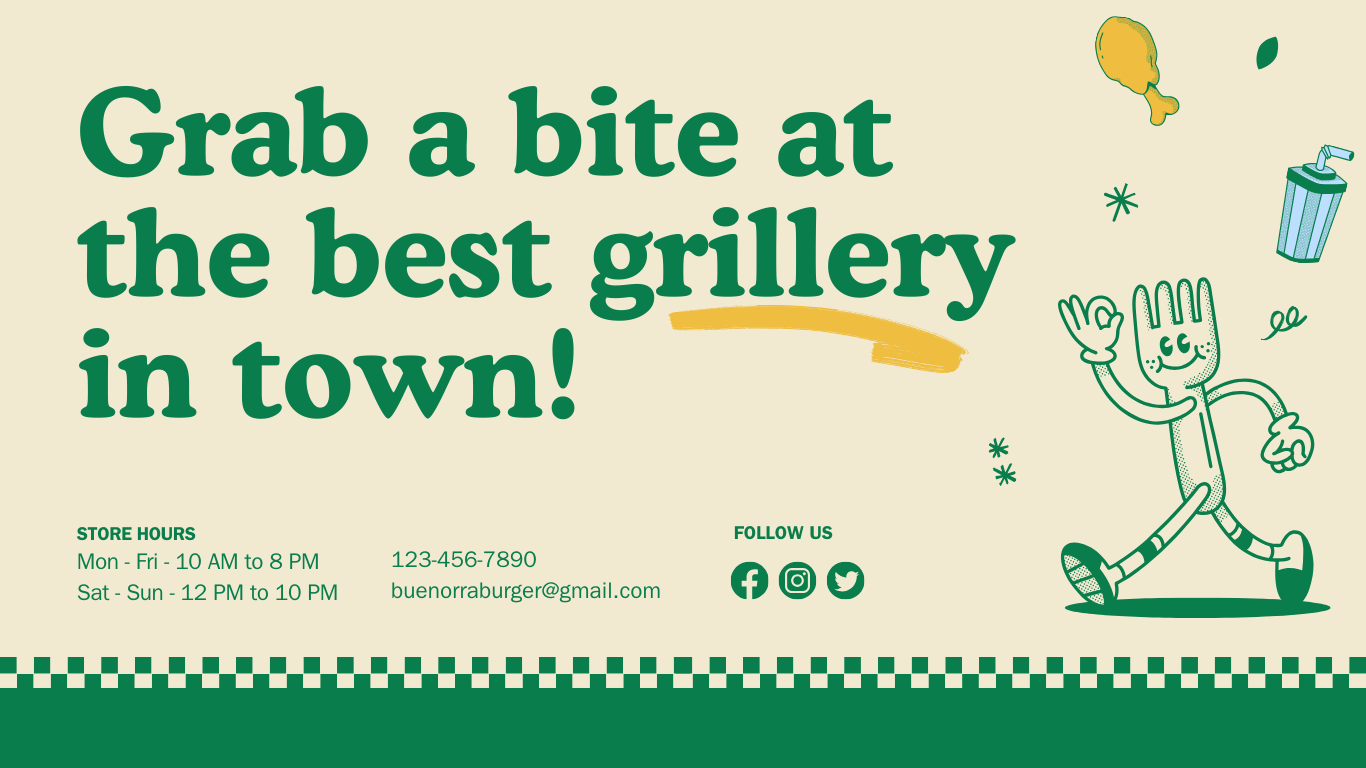 Grab a bite at
the best grillery
in town!
STORE HOURS
Mon - Fri - 10 AM to 8 PM
Sat - Sun - 12 PM to 10 PM
123-456-7890
buenorraburger@gmail.com
FOLLOW US